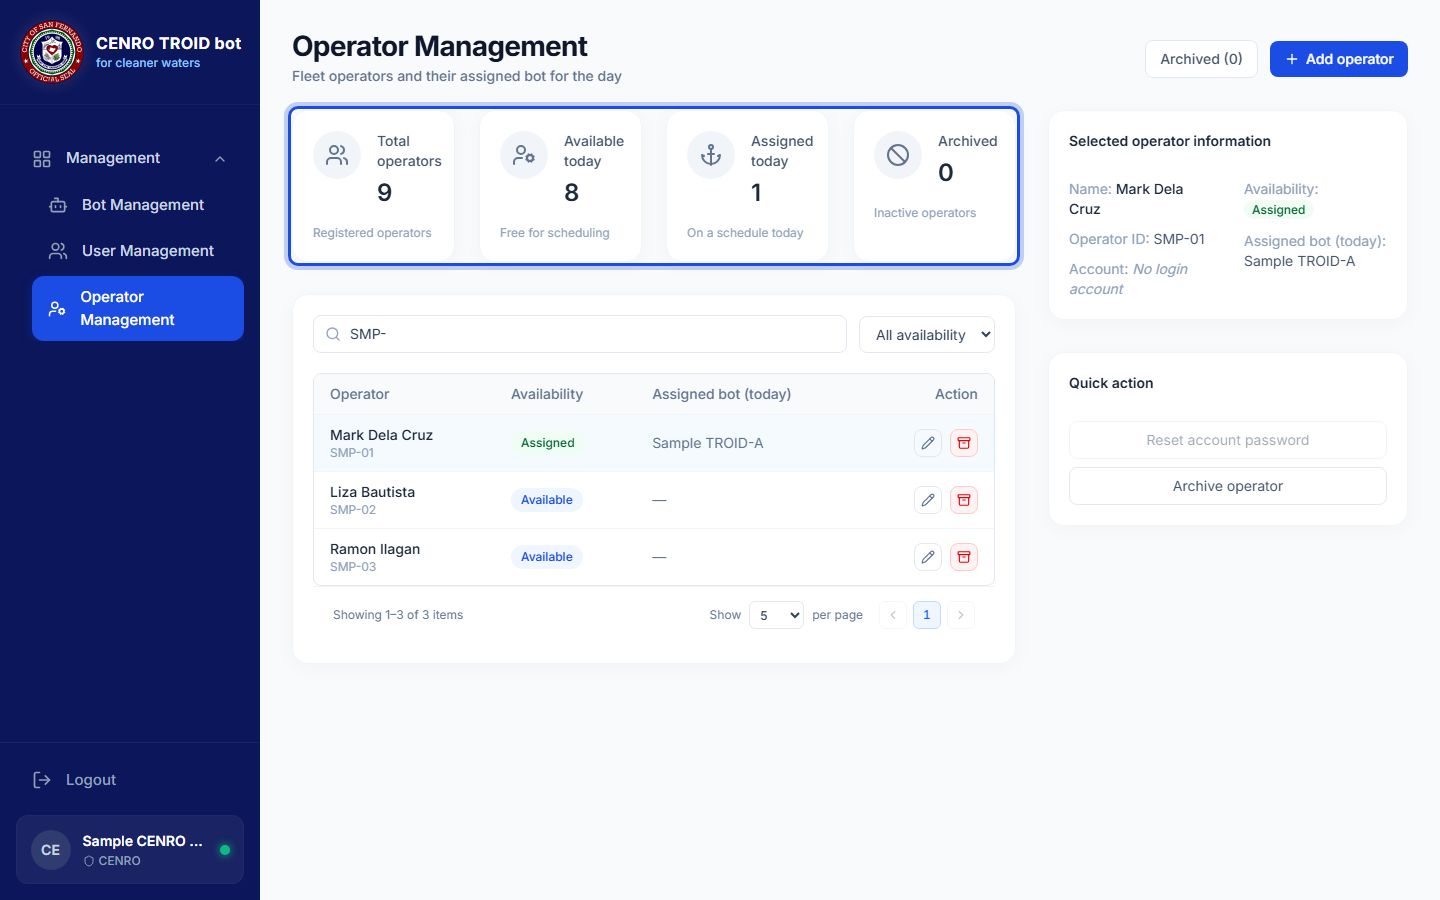 CITY OF SAN FERNANDO
OFFICIAL SEAL
CENRO TROID bot
for cleaner waters
Management
Bot Management
User Management
Operator
Management
Logout
CE
Sample CENRO ...
CENRO
Operator Management
Fleet operators and their assigned bot for the day
Archived (0)
+ Add operator
Total
operators
9
Registered operators
Available
today
8
Free for scheduling
Assigned
today
1
On a schedule today
Archived
0
Inactive operators
SMP-
All availability
Operator Availability Assigned bot (today) Action
Mark Dela Cruz
SMP-01
Assigned
Sample TROID-A
Liza Bautista
SMP-02
Available
—
Ramon Ilagan
SMP-03
Available
—
Showing 1–3 of 3 items
Show 5 per page
1
Selected operator information
Name: Mark Dela
Cruz
Operator ID: SMP-01
Account: No login
account
Availability:
Assigned
Assigned bot (today):
Sample TROID-A
Quick action
Reset account password
Archive operator